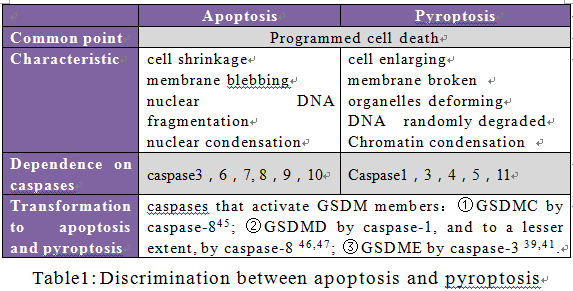 Apoptosis Pyroptosis
Common point Programmed cell death
Characteristic cell shrinkage cell enlarging
membrane blebbing membrane broken
nuclear DNA organelles deforming
fragmentation DNA randomly degraded
nuclear condensation Chromation condensation
Dependence on
caspases caspase3，6，7, 8，9，10 Caspase1，3，4，5，11
Transformation caspases that activate GSDM members：①GSDMC by
to apoptosis caspase-8⁴⁵; ②GSDMD by caspase-1, and to a lesser
and pyroptosis extent, by caspase-8 ⁴⁶,⁴⁷; ③GSDME by caspase-3 ³⁹,⁴¹.
Table1:Discrimination between apoptosis and pyroptosis